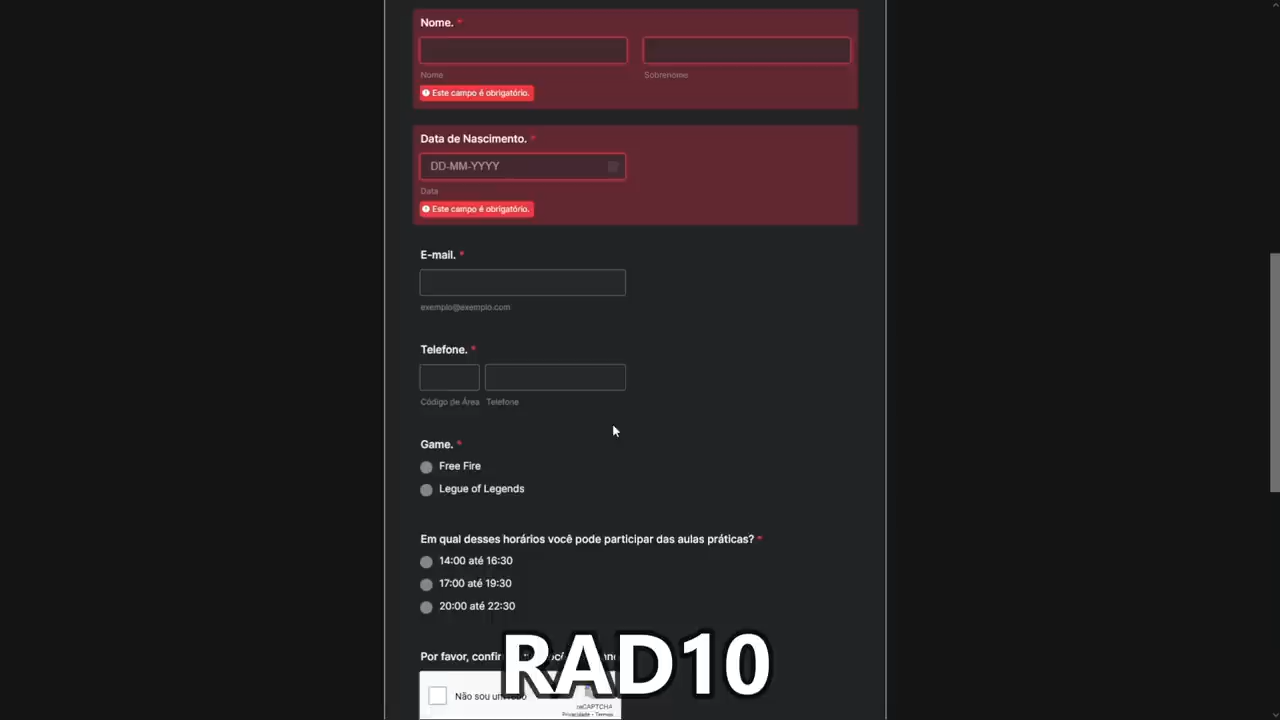 Nome. *
Nome Sobrenome
Este campo é obrigatório.
Data de Nascimento. *
DD-MM-YYYY
Data
Este campo é obrigatório.
E-mail. *
exemplo@exemplo.com
Telefone. *
Código de Área Telefone
Game. *
Free Fire
Legue of Legends
Em qual desses horários você pode participar das aulas práticas? *
14:00 até 16:30
17:00 até 19:30
20:00 até 22:30
Por favor,
RAD10
Não sou um
reCAPTCHA
Privacidade - Termos